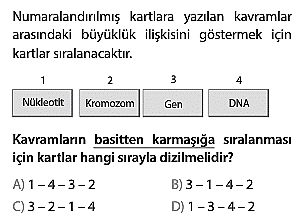 Numaralandırılmış kartlara yazılan kavramlar
arasındaki büyüklük ilişkisini göstermek için
kartlar sıralanacaktır.
1 2 3 4
Nükleotit Kromozom Gen DNA
Kavramların basitten karmaşığa sıralanması
için kartlar hangi sırayla dizilmelidir?
A) 1 – 4 – 3 – 2 B) 3 – 1 – 4 – 2
C) 3 – 2 – 1 – 4 D) 1 – 3 – 4 – 2